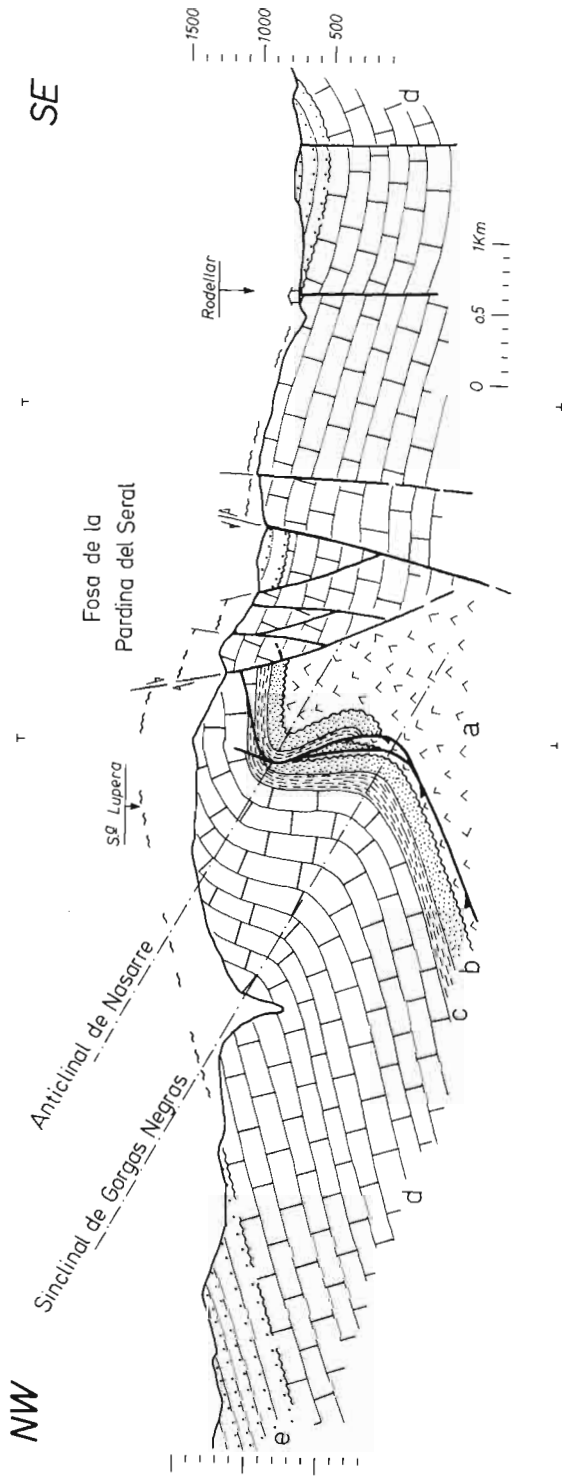 NW
SE
Fosa de la
Pardina del Seral
Sª Lupera
Rodellar
Anticlinal de Nasarre
Sinclinal de Gorgas Negras
1500
1000
500
a
b
c
d
e
d
0
0.5
1Km